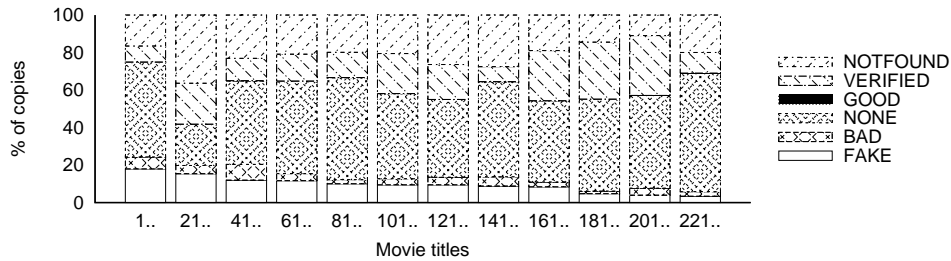 100
80
60
40
20
0
% of copies
1.. 21.. 41.. 61.. 81.. 101.. 121.. 141.. 161.. 181.. 201.. 221..
Movie titles
NOTFOUND
VERIFIED
GOOD
NONE
BAD
FAKE